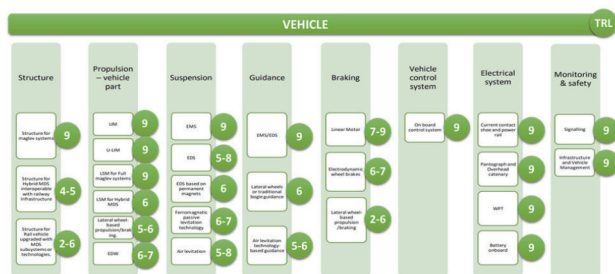 VEHICLE
TRL
Structure
Structure for
maglev systems
9
Structure for
Hybrid MDS
interoperable
with railway
infrastructure
4-5
Structure for
Rail vehicle
upgraded with
MDS
subsystems or
technologies.
2-6
Propulsion
– vehicle
part
LIM
9
U-LIM
9
LSM for Full
maglev systems
9
LSM for Hybrid
MDS
6
Lateral wheel-
based
propulsion/braki
ng.
5-6
EDW
6-7
Suspension
EMS
9
EDS
5-8
EDS based on
permanent
magnets
6
Ferromagnetic
passive levitation
technology
6-7
Air levitation
5-8
Guidance
EMS/EDS
9
Lateral wheels
or traditional
bogie guidance
6
Air levitation
technology-
based guidance
5-6
Braking
Linear Motor
7-9
Electrodynamic
wheel brakes
6-7
Lateral wheel-
based propulsion
/braking
2-6
Vehicle
control
system
On board
control system
9
Electrical
system
Current contact
shoe and power
rail
9
Pantograph and
Overhead
catenary
9
WPT
9
Battery
onboard
9
Monitoring
& safety
Signalling
9
Infrastructure
and Vehicle
Management
9